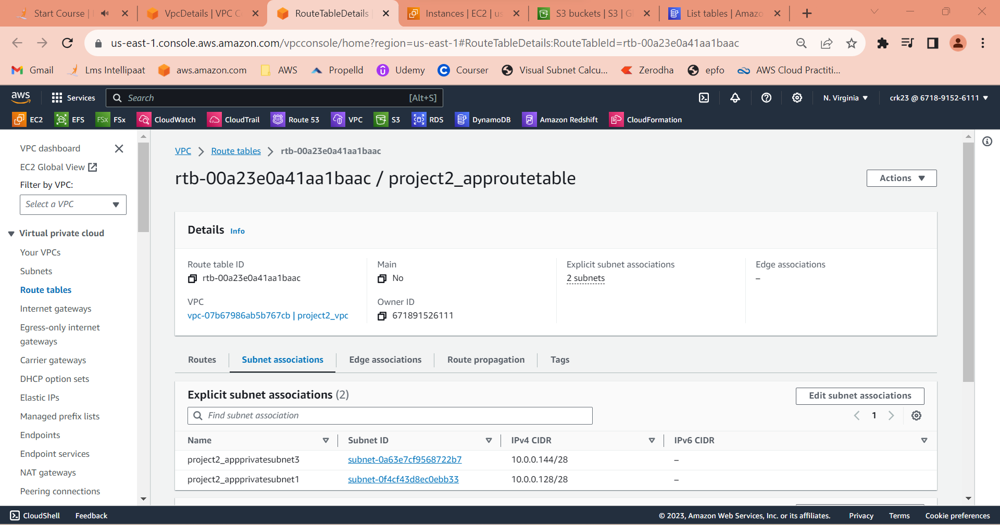 Start Course |
VpcDetails | VPC C
RouteTableDetails
Instances | EC2 | us
S3 buckets | S3 | Gl
List tables | Amazo
us-east-1.console.aws.amazon.com/vpcconsole/home?region=us-east-1#RouteTableDetails:RouteTableId=rtb-00a23e0a41aa1baac
Gmail
Lms Intellipaat
aws.amazon.com
AWS
Propelld
Udemy
Courser
Visual Subnet Calcu...
Zerodha
epfo
AWS Cloud Practiti...
aws
Services
Search
[Alt+S]
N. Virginia
crk23 @ 6718-9152-6111
EC2
EFS
FSx
FSx
CloudWatch
CloudTrail
Route 53
VPC
S3
RDS
DynamoDB
Amazon Redshift
CloudFormation
VPC dashboard
EC2 Global View
Filter by VPC:
Select a VPC
Virtual private cloud
Your VPCs
Subnets
Route tables
Internet gateways
Egress-only internet
gateways
Carrier gateways
DHCP option sets
Elastic IPs
Managed prefix lists
Endpoints
Endpoint services
NAT gateways
Peering connections
VPC
Route tables
rtb-00a23e0a41aa1baac
rtb-00a23e0a41aa1baac / project2_approutetable
Actions
Details Info
Route table ID
rtb-00a23e0a41aa1baac
Main
No
Explicit subnet associations
2 subnets
Edge associations
–
VPC
vpc-07b67986ab5b767cb | project2_vpc
Owner ID
671891526111
Routes
Subnet associations
Edge associations
Route propagation
Tags
Explicit subnet associations (2)
Edit subnet associations
Find subnet association
1
Name
Subnet ID
IPv4 CIDR
IPv6 CIDR
project2_appprivatesubnet3
subnet-0a63e7cf9568722b7
10.0.0.144/28
–
project2_appprivatesubnet1
subnet-0f4cf43d8ec0ebb33
10.0.0.128/28
–
CloudShell
Feedback
© 2023, Amazon Web Services, Inc. or its affiliates.
Privacy
Terms
Cookie preferences